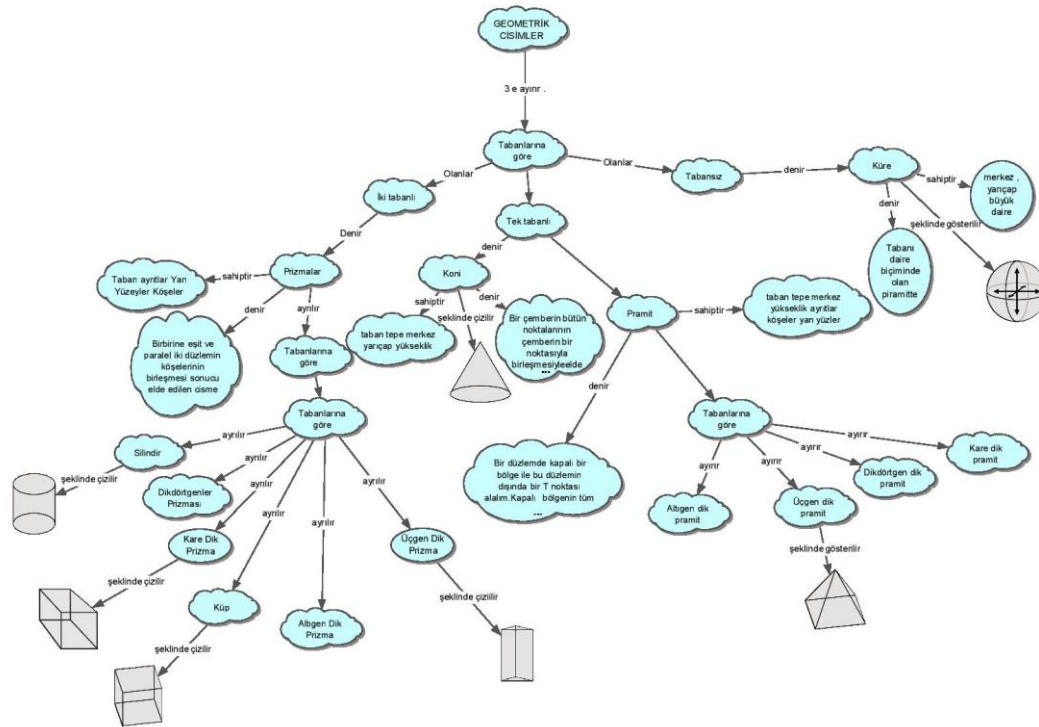 GEOMETRİK
CİSİMLER
3 e ayırır .
Tabanlarına
göre
Olanlar
Olanlar
İki tabanlı
Tek tabanlı
Tabansız
denir
Küre
sahiptir
merkez ,
yarıçap
büyük
daire
denir
şeklinde gösterilir
Tabanı
daire
biçiminde
olan
piramitte
Denir
Prizmalar
sahiptir
Taban ayrıtlar Yan
Yüzeyler Köşeler
denir
Birbirine eşit ve
paralel iki düzlemin
köşelerinin
birleşmesi sonucu
elde edilen cisme
ayrılır
Tabanlarına
göre
denir
Koni
sahiptir
taban tepe merkez
yarıçap yükseklik
şeklinde çizilir
denir
Bir çemberin bütün
noktalarının
çemberin bir
noktasıyla
birleşmesiyleelde
...
Pramit
sahiptir
taban tepe merkez
yükseklik ayrıtlar
köşeler yan yüzler
denir
Bir düzlemde kapalı bir
bölge ile bu düzlemin
dışında bir T noktası
alalım.Kapalı bölgenin tüm
...
Tabanlarına
göre
ayırır
Altıgen dik
pramit
ayırır
Üçgen dik
pramit
şeklinde gösterilir
ayırır
Dikdörtgen dik
pramit
ayırır
Kare dik
pramit
Tabanlarına
göre
ayrılır
Silindir
şeklinde çizilir
ayrılır
Dikdörtgenler
Prizması
ayrılır
Kare Dik
Prizma
şeklinde çizilir
ayrılır
Küp
şeklinde çizilir
ayrılır
Altıgen Dik
Prizma
ayrılır
Üçgen Dik
Prizma
şeklinde çiziilir